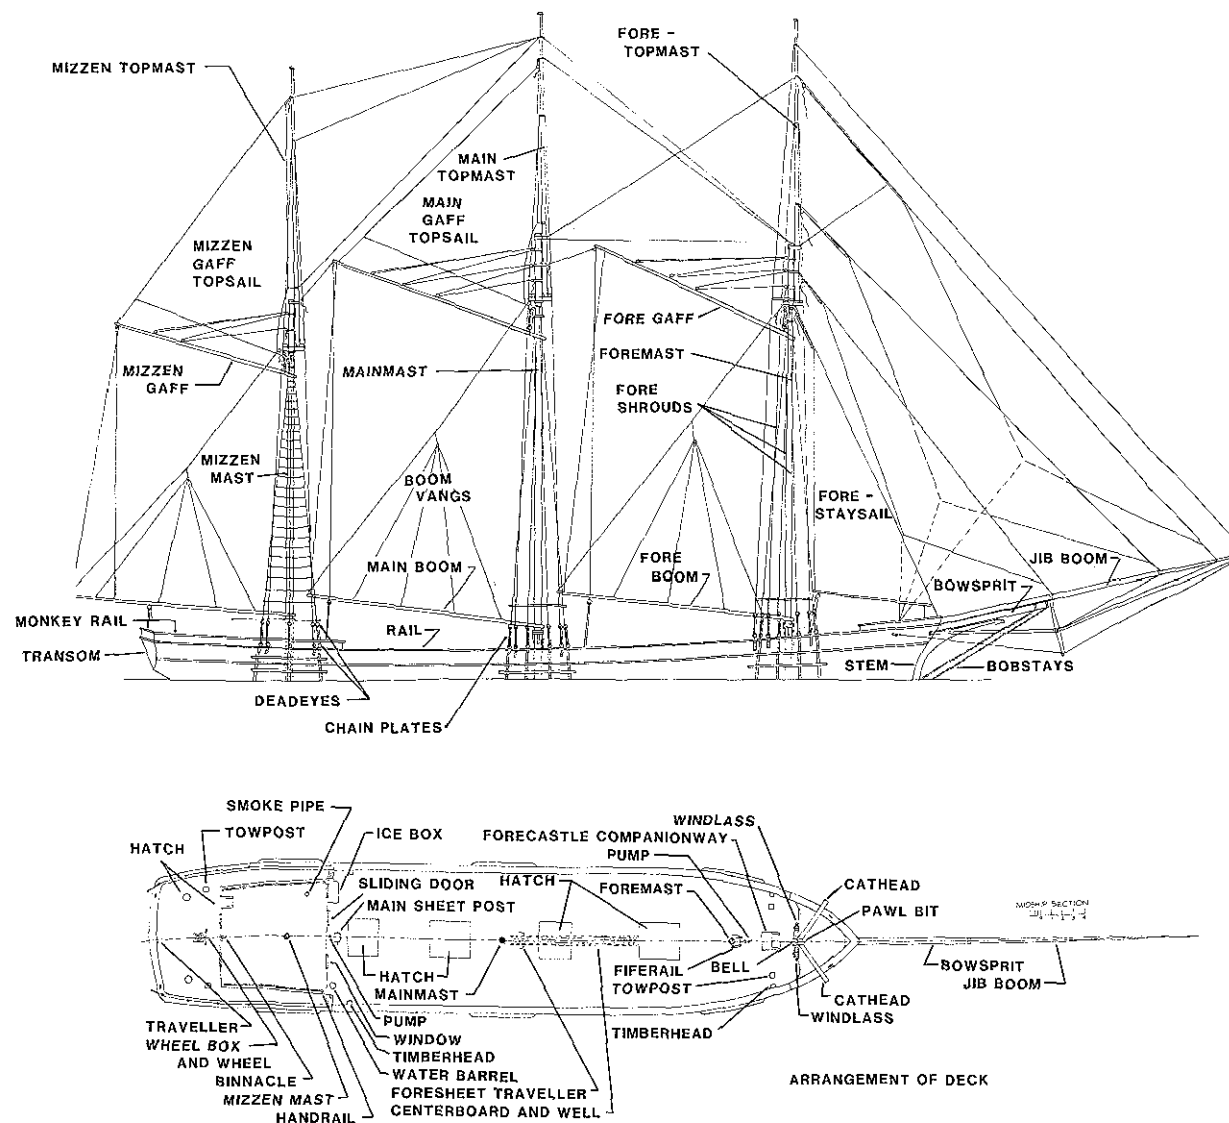 FORE -
TOPMAST
MIZZEN TOPMAST
MAIN
TOPMAST
MAIN
GAFF
TOPSAIL
MIZZEN
GAFF
TOPSAIL
FORE GAFF
FOREMAST
MIZZEN
GAFF
MAINMAST
FORE
SHROUDS
MIZZEN
MAST
BOOM
VANGS
FORE -
STAYSAIL
MAIN BOOM
FORE
BOOM
JIB BOOM
BOWSPRIT
MONKEY RAIL
RAIL
TRANSOM
STEM
BOBSTAYS
DEADEYES
CHAIN PLATES
SMOKE PIPE
TOWPOST
ICE BOX
HATCH
WINDLASS
FORECASTLE COMPANIONWAY
PUMP
SLIDING DOOR
HATCH
FOREMAST
CATHEAD
MAIN SHEET POST
PAWL BIT
MIDSHIP SECTION
HATCH
MAINMAST
FIFERAIL
BELL
TOWPOST
BOWSPRIT
JIB BOOM
CATHEAD
WINDLASS
TIMBERHEAD
TRAVELLER
WHEEL BOX
AND WHEEL
BINNACLE
MIZZEN MAST
HANDRAIL
PUMP
WINDOW
TIMBERHEAD
WATER BARREL
FORESHEET TRAVELLER
CENTERBOARD AND WELL
ARRANGEMENT OF DECK